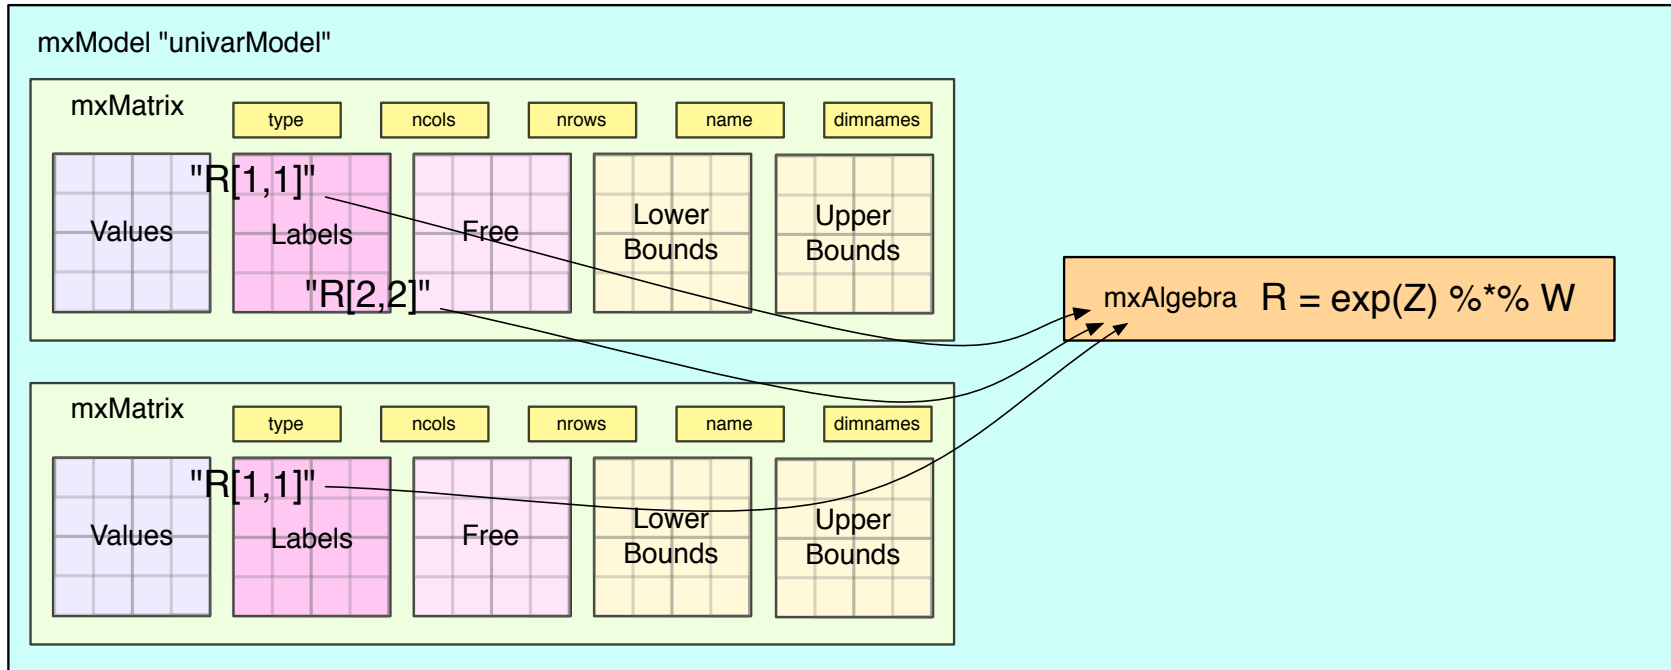 mxModel "univarModel"
mxMatrix
type ncols nrows name dimnames
"R[1,1]"
Values Labels Free Lower Bounds Upper Bounds
"R[2,2]"
mxAlgebra R = exp(Z) %*% W
mxMatrix
type ncols nrows name dimnames
"R[1,1]"
Values Labels Free Lower Bounds Upper Bounds